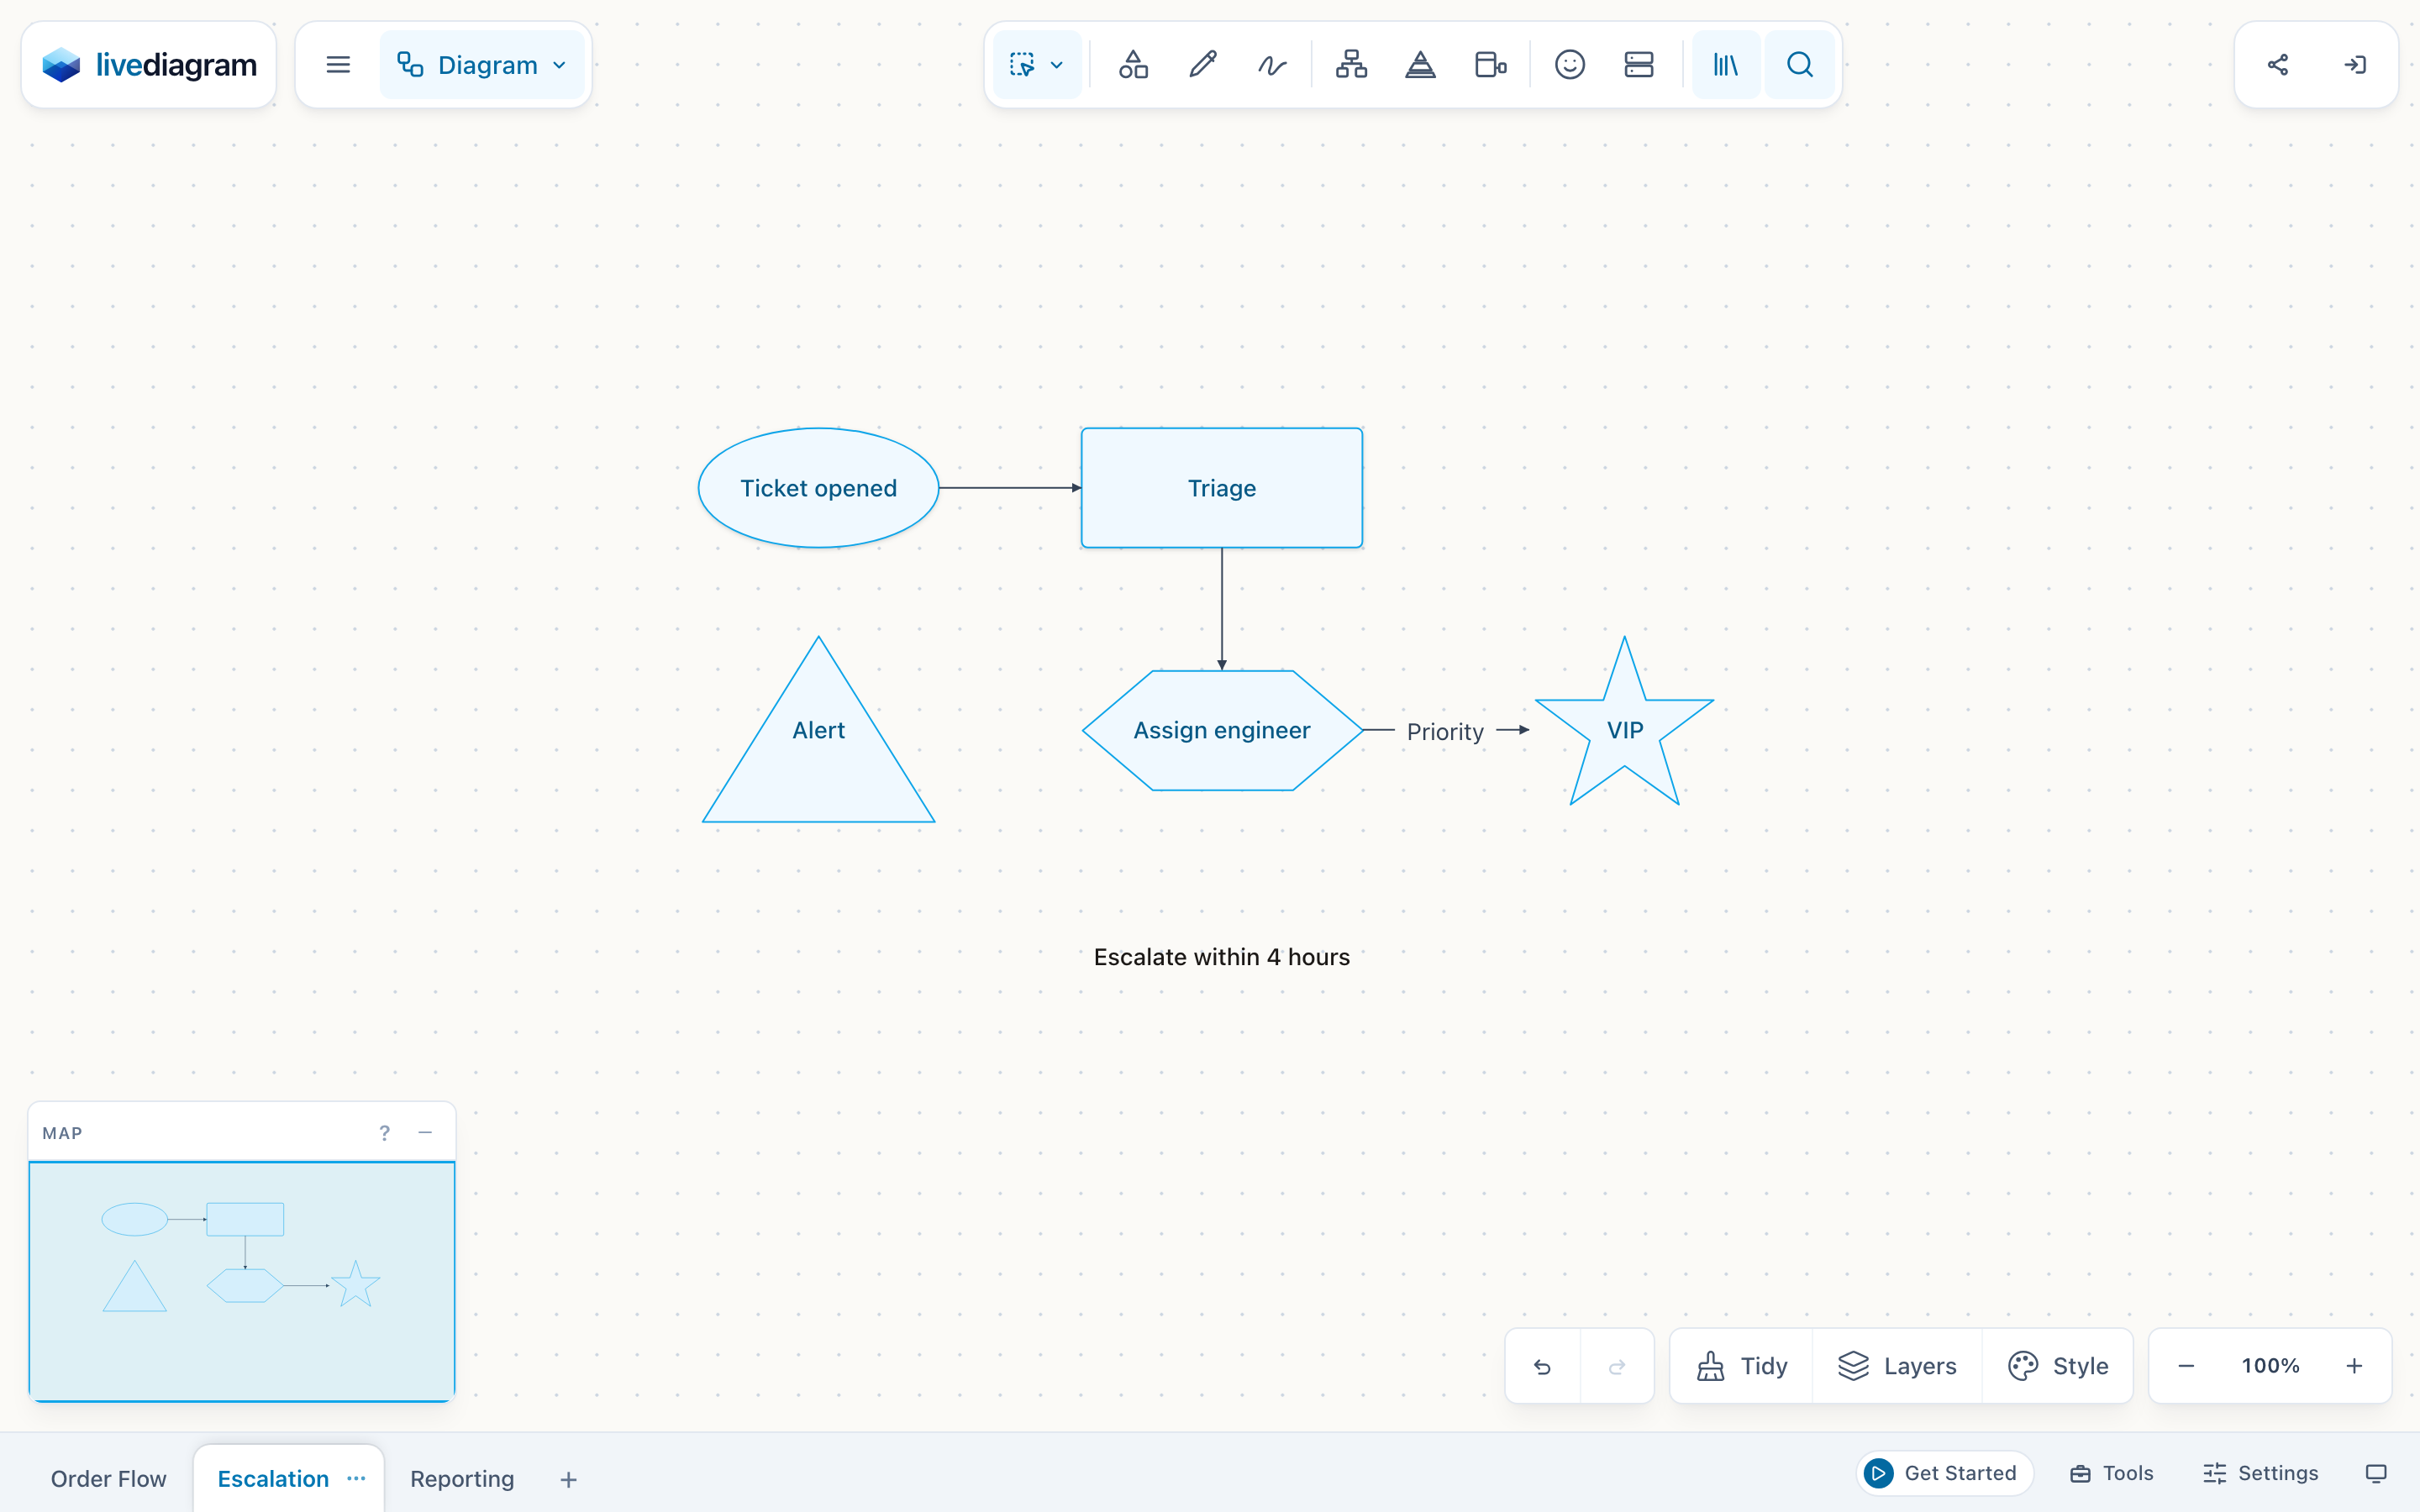 livediagram
Diagram
Ticket opened
Triage
Alert
Assign engineer
Priority
VIP
Escalate within 4 hours
MAP
?
Tidy
Layers
Style
100%
Order Flow
Escalation
Reporting
Get Started
Tools
Settings